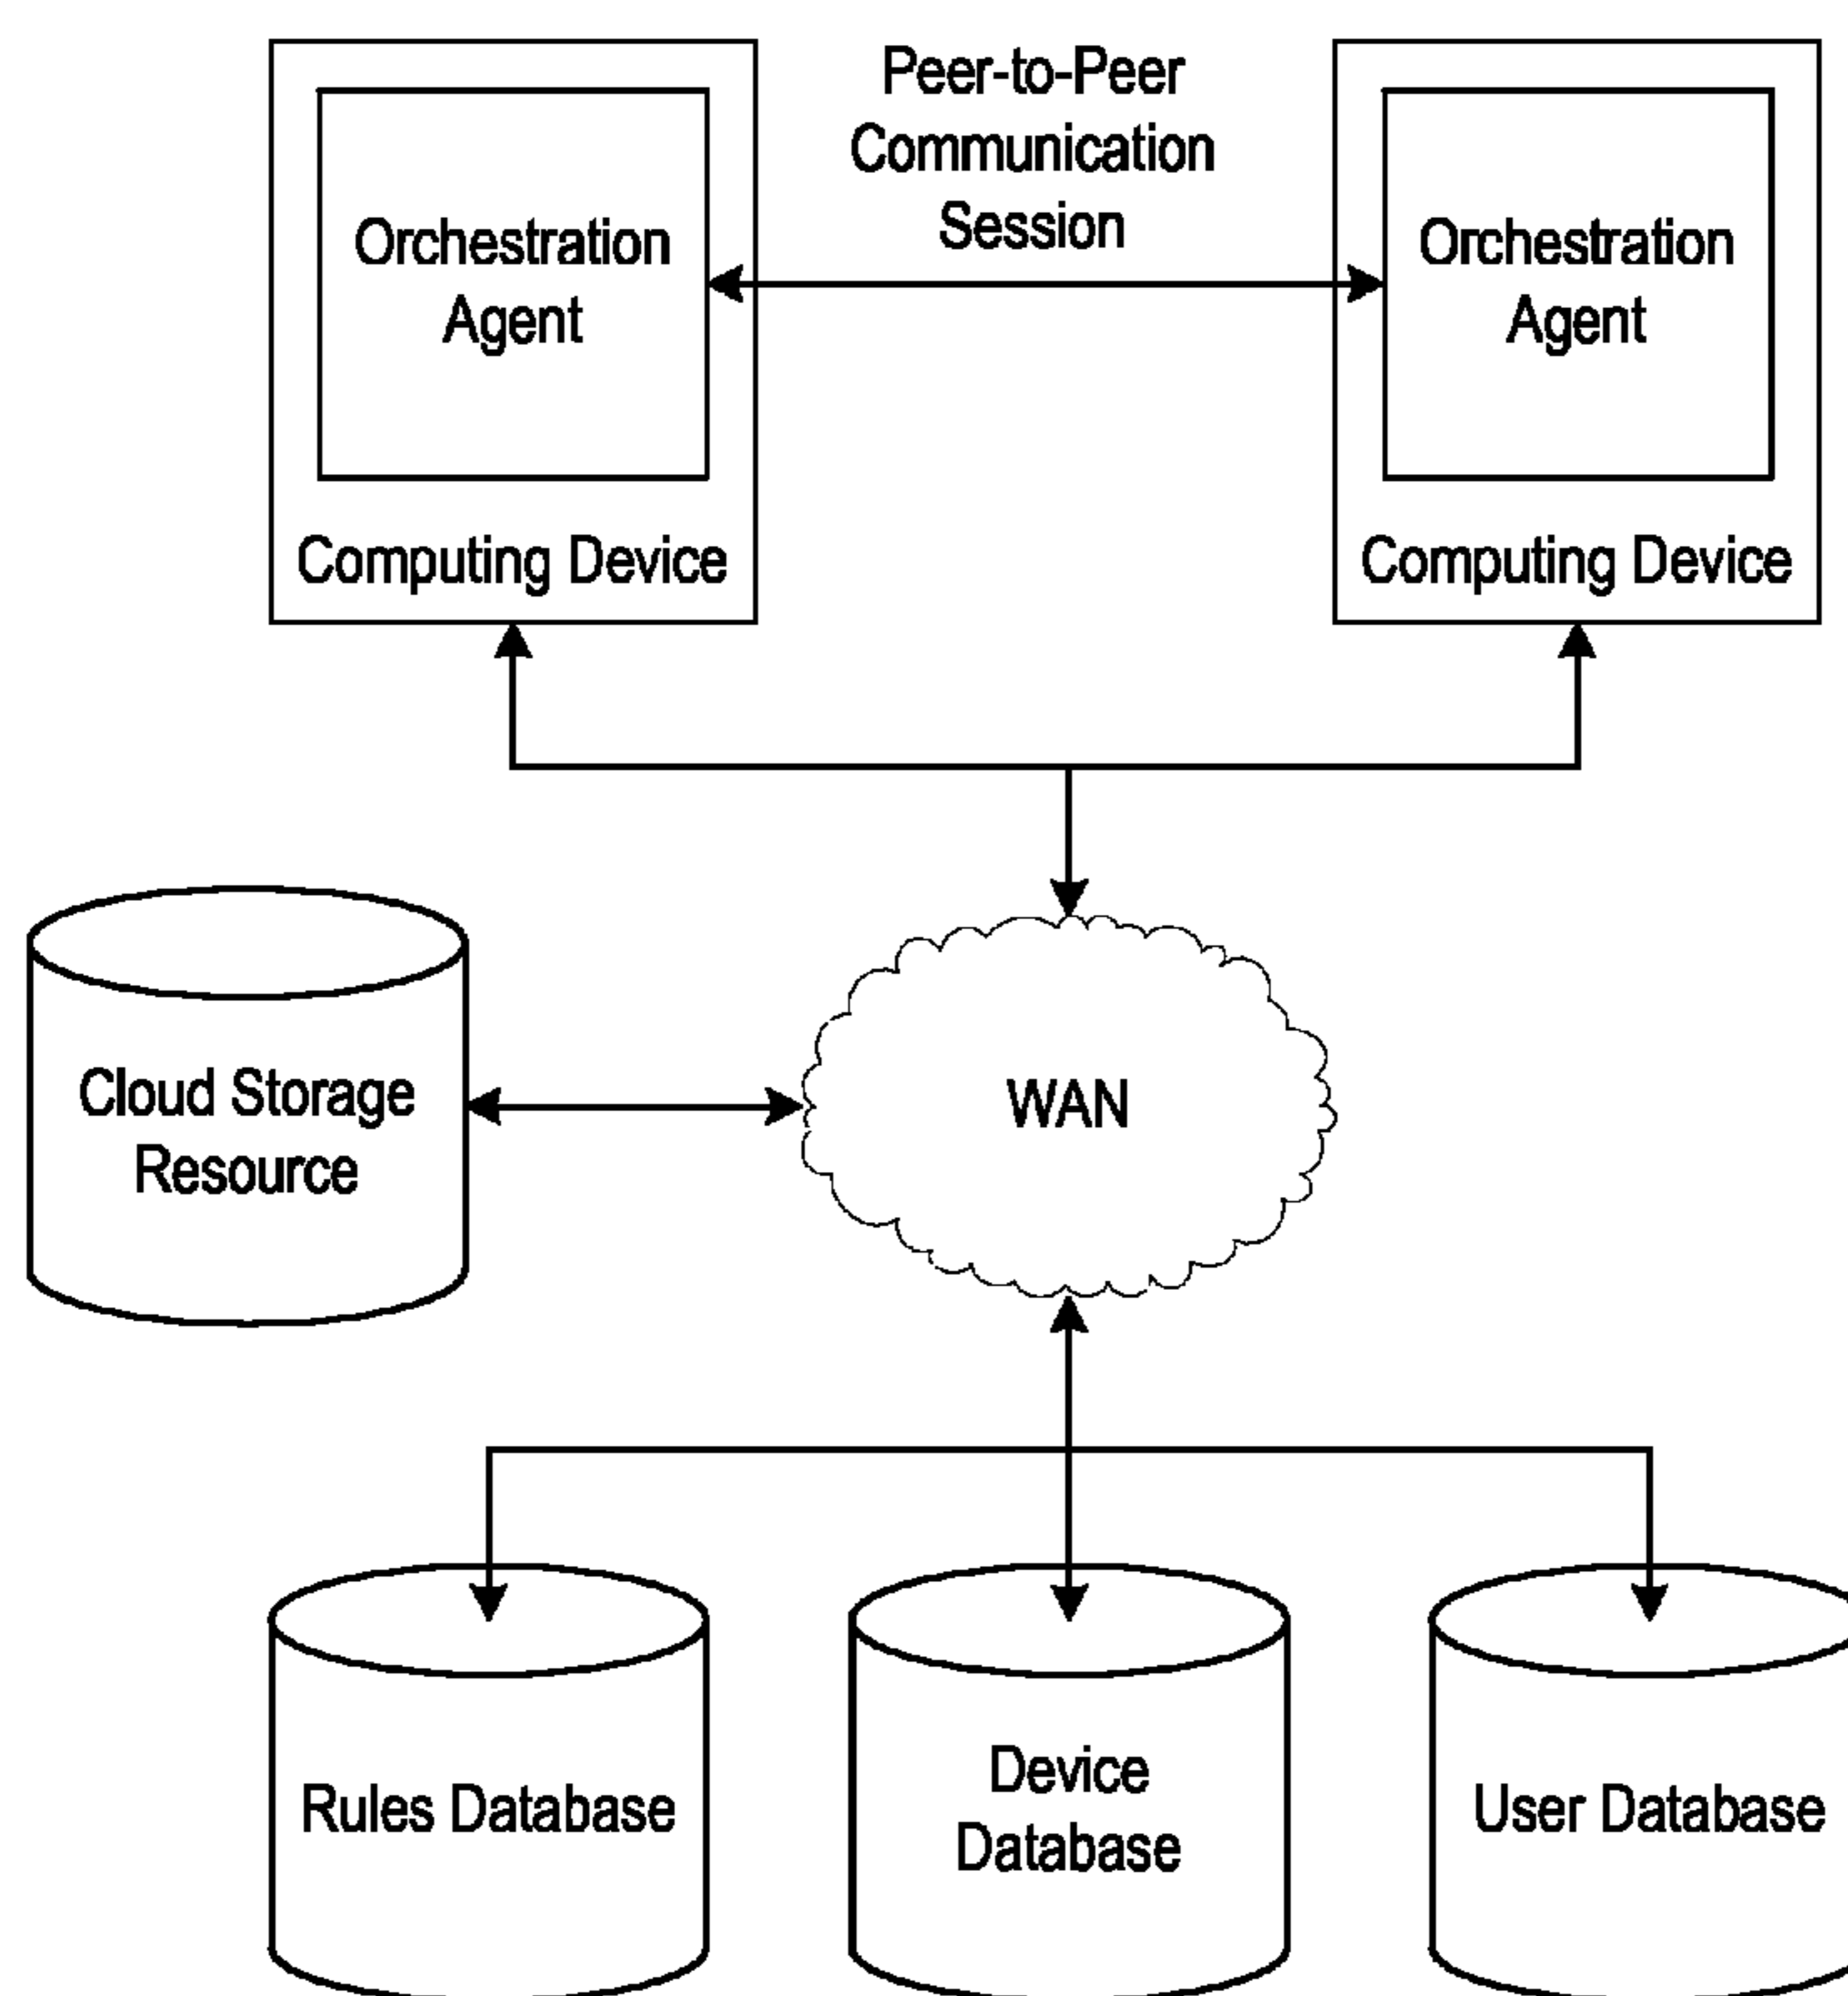 Peer-to-Peer
Communication
Session
Orchestration
Agent
Computing Device
Orchestration
Agent
Computing Device
Cloud Storage
Resource
WAN
Rules Database
Device
Database
User Database